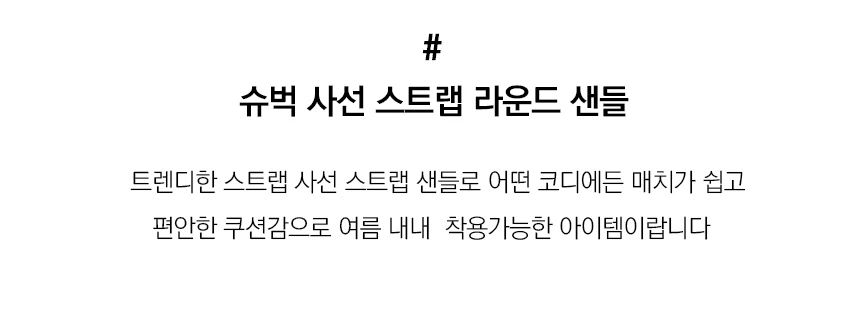 #
슈벅 사선 스트랩 라운드 샌들
트렌디한 스트랩 사선 스트랩 샌들로 어떤 코디에든 매치가 쉽고
편안한 쿠션감으로 여름 내내  착용가능한 아이템이랍니다